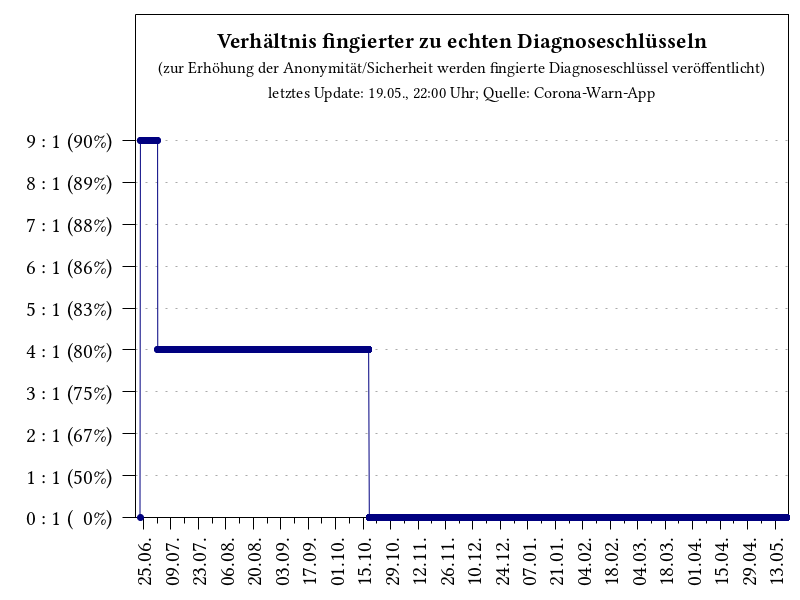 Verhältnis fingierter zu echten Diagnoseschlüsseln
(zur Erhöhung der Anonymität/Sicherheit werden fingierte Diagnoseschlüssel veröffentlicht)
letztes Update: 19.05., 22:00 Uhr; Quelle: Corona-Warn-App
9 : 1 (90%)
8 : 1 (89%)
7 : 1 (88%)
6 : 1 (86%)
5 : 1 (83%)
4 : 1 (80%)
3 : 1 (75%)
2 : 1 (67%)
1 : 1 (50%)
0 : 1 (  0%)
25.06.
09.07.
23.07.
06.08.
20.08.
03.09.
17.09.
01.10.
15.10.
29.10.
12.11.
26.11.
10.12.
24.12.
07.01.
21.01.
04.02.
18.02.
04.03.
18.03.
01.04.
15.04.
29.04.
13.05.